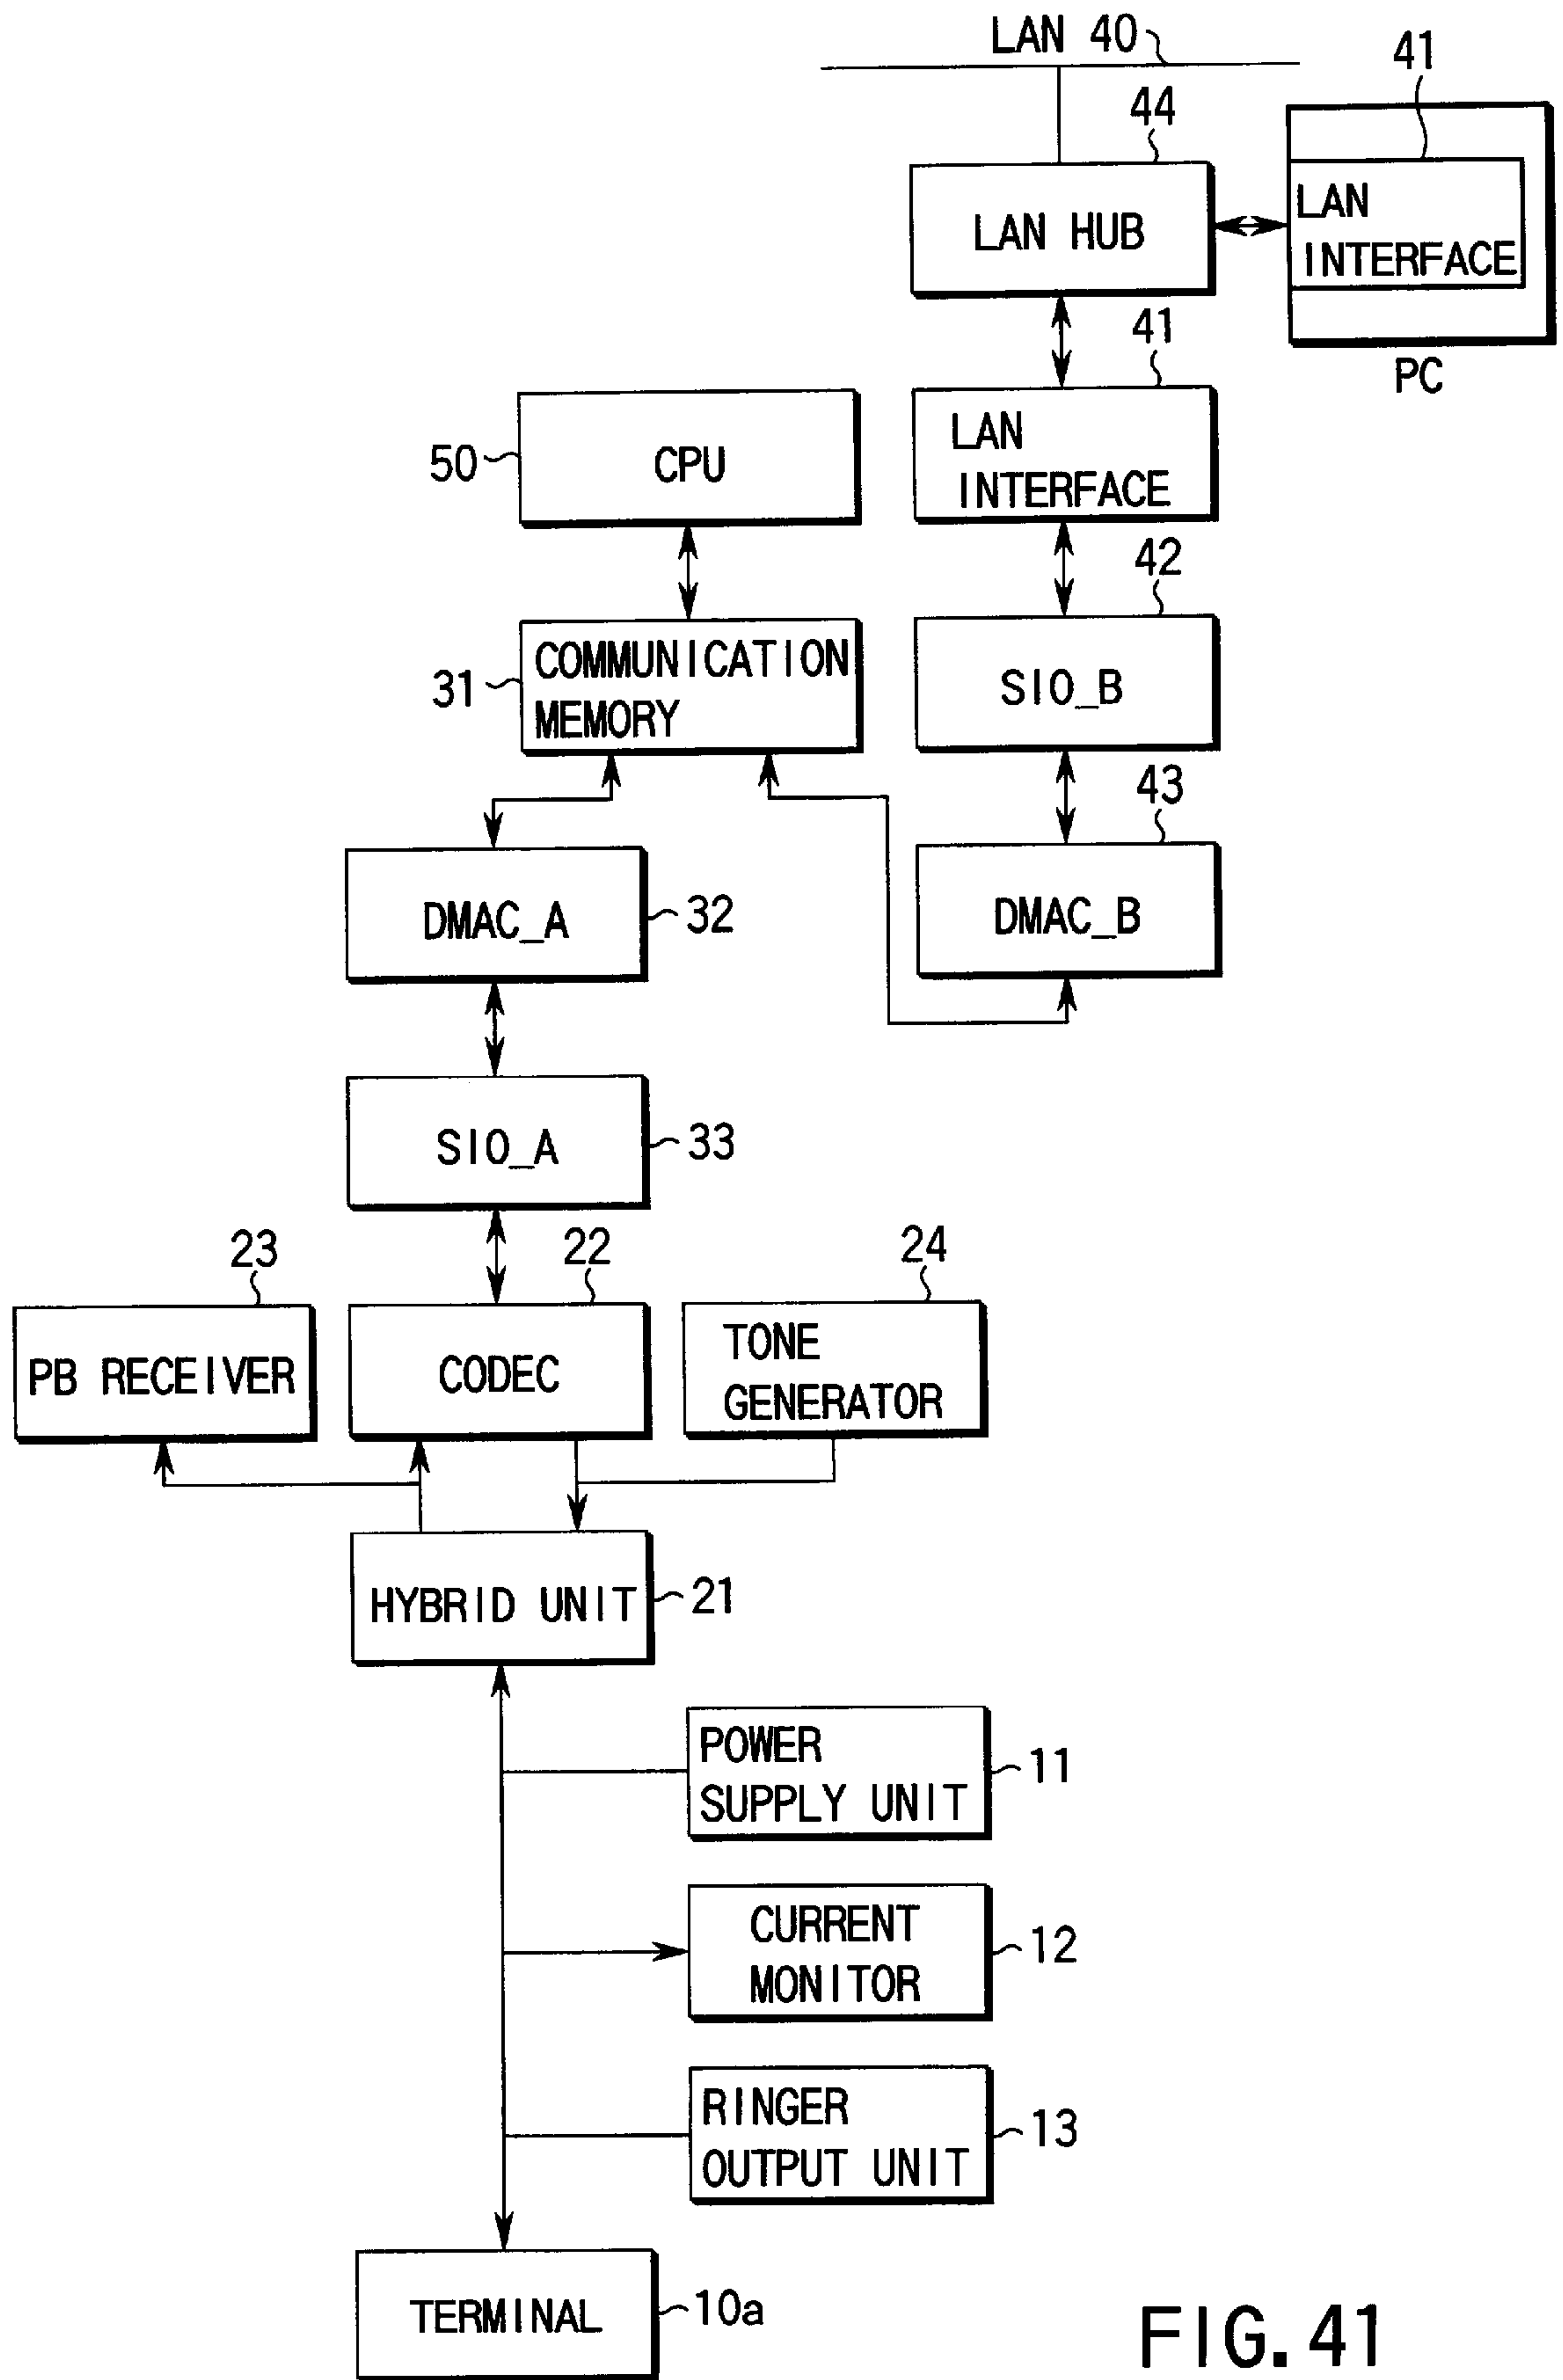 LAN 40
41
44
LAN HUB
LAN
INTERFACE
PC
41
LAN
INTERFACE
50
CPU
42
31
COMMUNICATION
MEMORY
SIO_B
43
DMAC_A
32
DMAC_B
SIO_A
33
23
22
24
PB RECEIVER
CODEC
TONE
GENERATOR
HYBRID UNIT
21
POWER
SUPPLY UNIT
11
CURRENT
MONITOR
12
RINGER
OUTPUT UNIT
13
TERMINAL
10a
FIG. 41